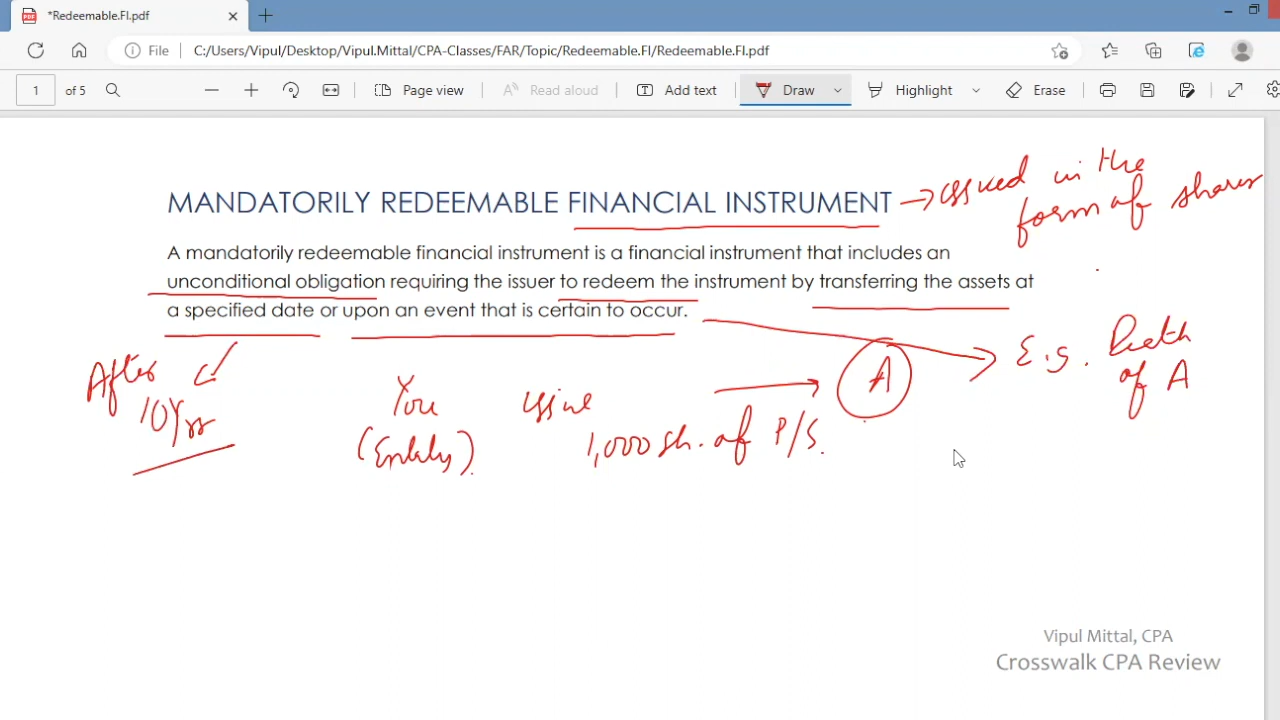 *Redeemable.FI.pdf
File C:/Users/Vipul/Desktop/Vipul.Mittal/CPA-Classes/FAR/Topic/Redeemable.FI/Redeemable.FI.pdf
1 of 5 Page view Read aloud Add text Draw Highlight Erase
MANDATORILY REDEEMABLE FINANCIAL INSTRUMENT → issued in the
form of shares
A mandatorily redeemable financial instrument is a financial instrument that includes an
unconditional obligation requiring the issuer to redeem the instrument by transferring the assets at
a specified date or upon an event that is certain to occur.
E.g. Death
of A
After
10Yrs
You issue A
(Entity) 1,000 sh. of P/S.
Vipul Mittal, CPA
Crosswalk CPA Review